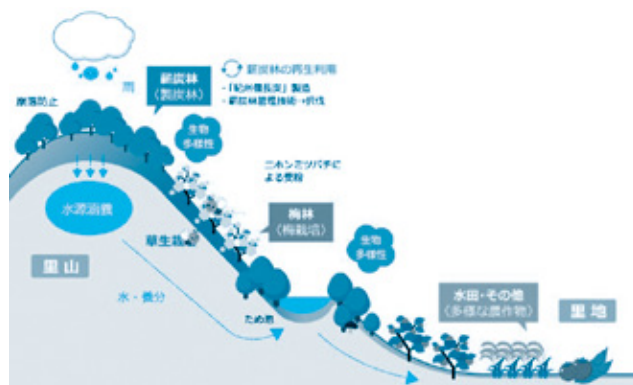 雨
崩落防止
薪炭林
（製炭林）
薪炭林の再生利用
・「紀州備長炭」製造
・薪炭林管理技術→択伐
生物
多様性
ニホンミツバチに
よる受粉
水源涵養
梅林
（梅栽培）
草生栽
生物
多様性
里山
水・養分
ため池
水田・その他
（多様な農作物）
里地